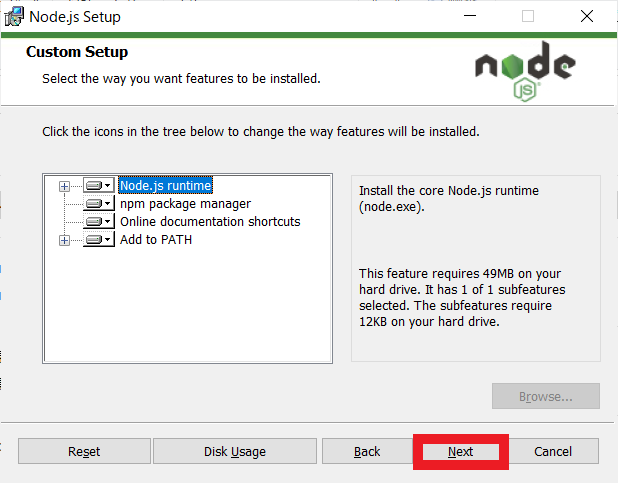 Node.js Setup
Custom Setup
Select the way you want features to be installed.
node
JS
Click the icons in the tree below to change the way features will be installed.
Node.js runtime
npm package manager
Online documentation shortcuts
Add to PATH
Install the core Node.js runtime
(node.exe).
This feature requires 49MB on your
hard drive. It has 1 of 1 subfeatures
selected. The subfeatures require
12KB on your hard drive.
Browse...
Reset
Disk Usage
Back
Next
Cancel